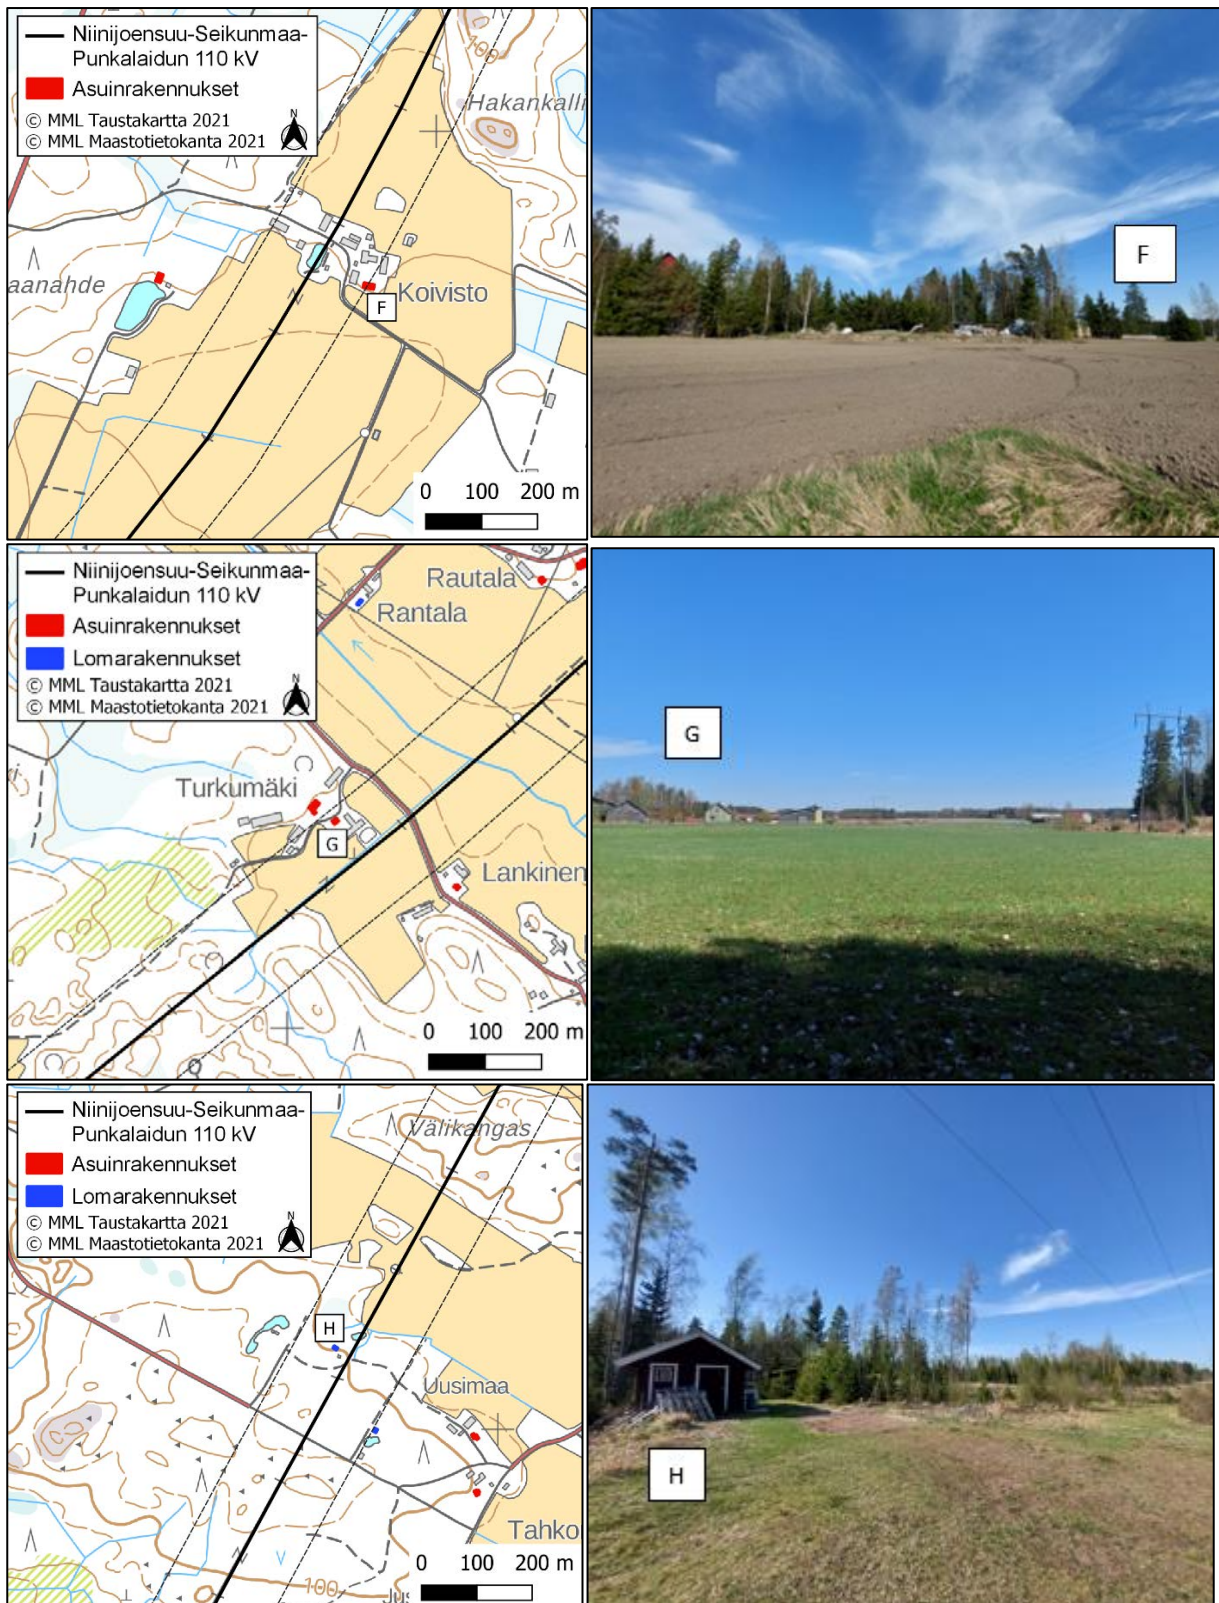 Niinijoensuu-Seikunmaa-
Punkalaidun 110 kV
Asuinrakennukset
© MML Taustakartta 2021
© MML Maastotietokanta 2021
N
100
Hakankalli
aanahde
Koivisto
F
0 100 200 m
F
Niinijoensuu-Seikunmaa-
Punkalaidun 110 kV
Asuinrakennukset
Lomarakennukset
© MML Taustakartta 2021
© MML Maastotietokanta 2021
N
Rautala
Rantala
Turkumäki
G
Lankinen
0 100 200 m
G
Niinijoensuu-Seikunmaa-
Punkalaidun 110 kV
Asuinrakennukset
Lomarakennukset
© MML Taustakartta 2021
© MML Maastotietokanta 2021
N
Välikangas
H
Uusimaa
Tahko
0 100 200 m
100
H